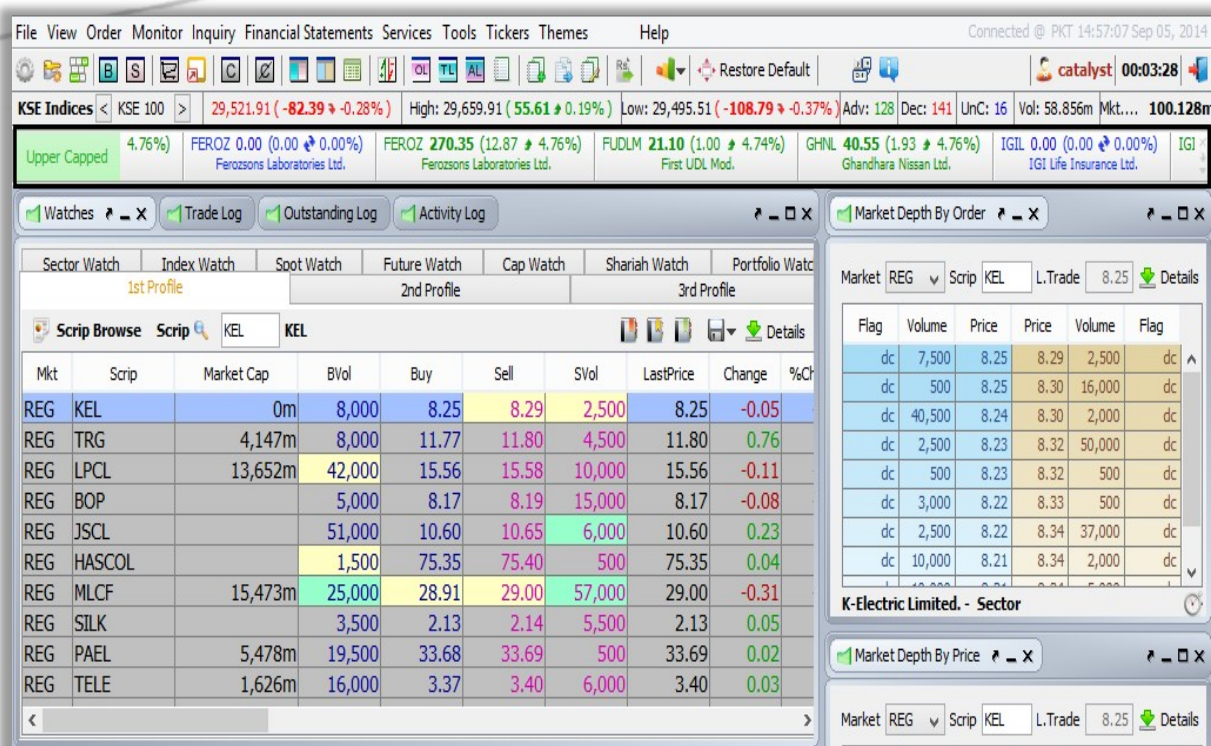 File View Order Monitor Inquiry Financial Statements Services Tools Tickers Themes Help Connected @ PKT 14:57:07 Sep 05, 2014
B S C OL TL AL Rs Restore Default catalyst 00:03:28
KSE Indices < KSE 100 > 29,521.91 ( -82.39 -0.28% ) High: 29,659.91 ( 55.61 0.19% ) Low: 29,495.51 ( -108.79 -0.37% ) Adv: 128 Dec: 141 UnC: 16 Vol: 58.856m Mkt.... 100.128m
Upper Capped 4.76%) FEROZ 0.00 (0.00 0.00%) FEROZ 270.35 (12.87 4.76%) FUDLM 21.10 (1.00 4.74%) GHNL 40.55 (1.93 4.76%) IGIL 0.00 (0.00 0.00%) IGI
Ferozsons Laboratories Ltd. Ferozsons Laboratories Ltd. First UDL Mod. Ghandhara Nissan Ltd. IGI Life Insurance Ltd.
Watches Trade Log Outstanding Log Activity Log
Sector Watch Index Watch Spot Watch Future Watch Cap Watch Shariah Watch Portfolio Watc
1st Profile 2nd Profile 3rd Profile
Scrip Browse Scrip KEL KEL Details
Mkt Scrip Market Cap BVol Buy Sell SVol LastPrice Change %Ch
REG KEL 0m 8,000 8.25 8.29 2,500 8.25 -0.05
REG TRG 4,147m 8,000 11.77 11.80 4,500 11.80 0.76
REG LPCL 13,652m 42,000 15.56 15.58 10,000 15.56 -0.11
REG BOP 5,000 8.17 8.19 15,000 8.17 -0.08
REG JSCL 51,000 10.60 10.65 6,000 10.60 0.23
REG HASCOL 1,500 75.35 75.40 500 75.35 0.04
REG MLCF 15,473m 25,000 28.91 29.00 57,000 29.00 -0.31
REG SILK 3,500 2.13 2.14 5,500 2.13 0.05
REG PAEL 5,478m 19,500 33.68 33.69 500 33.69 0.02
REG TELE 1,626m 16,000 3.37 3.40 6,000 3.40 0.03
Market Depth By Order
Market REG Scrip KEL L.Trade 8.25 Details
Flag Volume Price Price Volume Flag
dc 7,500 8.25 8.29 2,500 dc
dc 500 8.25 8.30 16,000 dc
dc 40,500 8.24 8.30 2,000 dc
dc 2,500 8.23 8.32 50,000 dc
dc 500 8.23 8.32 500 dc
dc 3,000 8.22 8.33 500 dc
dc 2,500 8.22 8.34 37,000 dc
dc 10,000 8.21 8.34 2,000 dc
K-Electric Limited. - Sector
Market Depth By Price
Market REG Scrip KEL L.Trade 8.25 Details